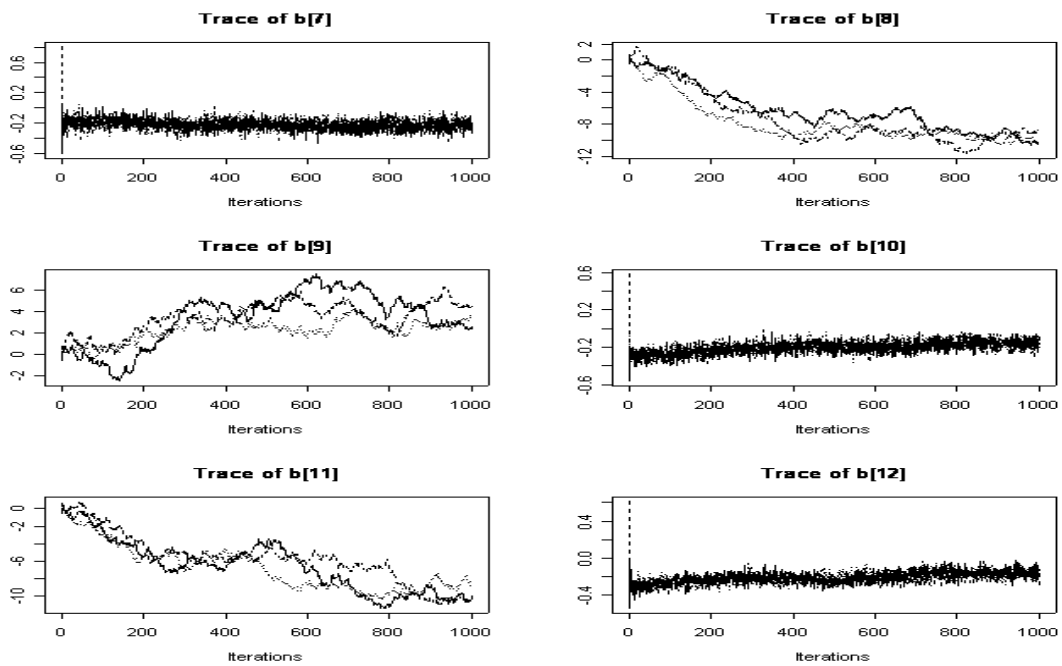 Trace of b[7]
0.6
0.2
-0.2
-0.6
0 200 400 600 800 1000
Iterations
Trace of b[8]
2
0
-4
-8
-12
0 200 400 600 800 1000
Iterations
Trace of b[9]
6
4
2
0
-2
0 200 400 600 800 1000
Iterations
Trace of b[10]
0.6
0.2
-0.2
-0.6
0 200 400 600 800 1000
Iterations
Trace of b[11]
0
-2
-6
-10
0 200 400 600 800 1000
Iterations
Trace of b[12]
0.4
0.0
-0.4
0 200 400 600 800 1000
Iterations